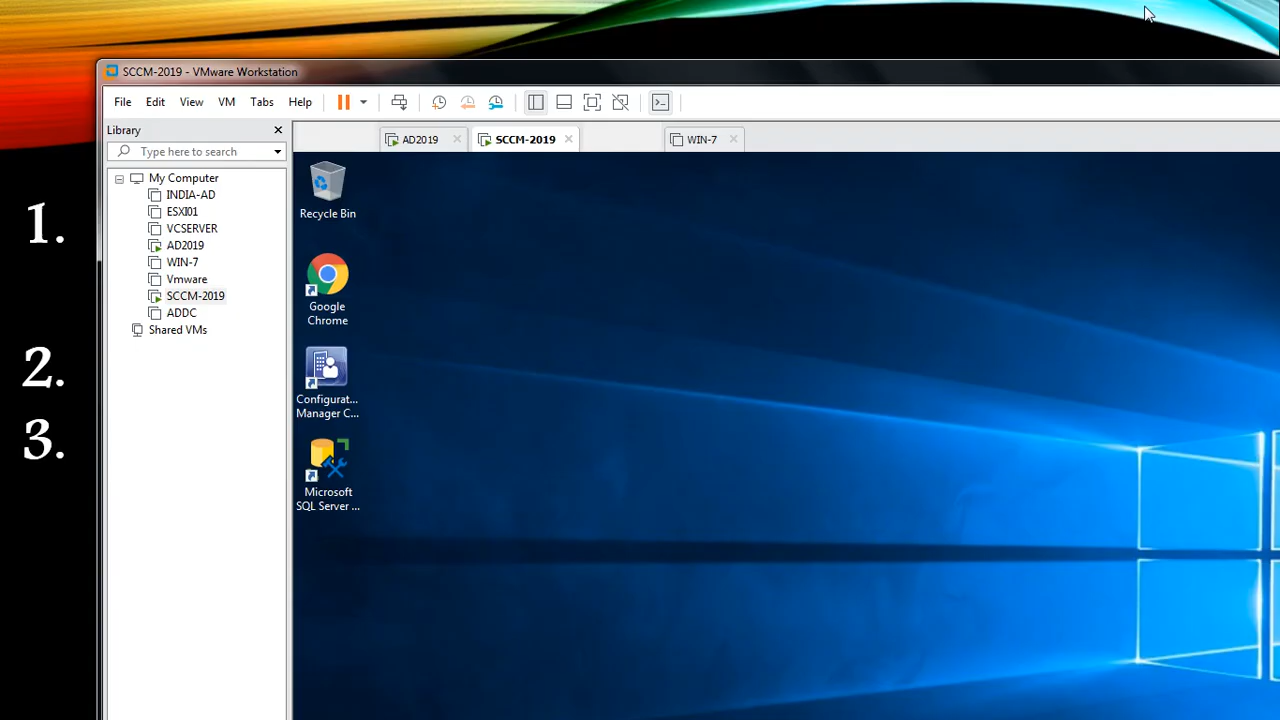 SCCM-2019 - VMware Workstation
File Edit View VM Tabs Help
Library
Type here to search
My Computer
INDIA-AD
ESXI01
VCSERVER
AD2019
WIN-7
Vmware
SCCM-2019
ADDC
Shared VMs
AD2019
SCCM-2019
WIN-7
Recycle Bin
Google
Chrome
Configurat...
Manager C...
Microsoft
SQL Server ...
1.
2.
3.